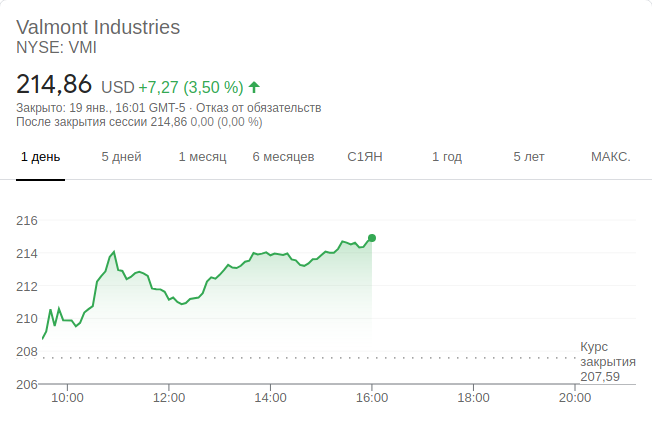 Valmont Industries
NYSE: VMI
214,86 USD +7,27 (3,50 %)
Закрыто: 19 янв., 16:01 GMT-5 · Отказ от обязательств
После закрытия сессии 214,86 0,00 (0,00 %)
1 день 5 дней 1 месяц 6 месяцев С1ЯН 1 год 5 лет МАКС.
216
214
212
210
208
206
Курс
закрытия
207,59
10:00 12:00 14:00 16:00 18:00 20:00